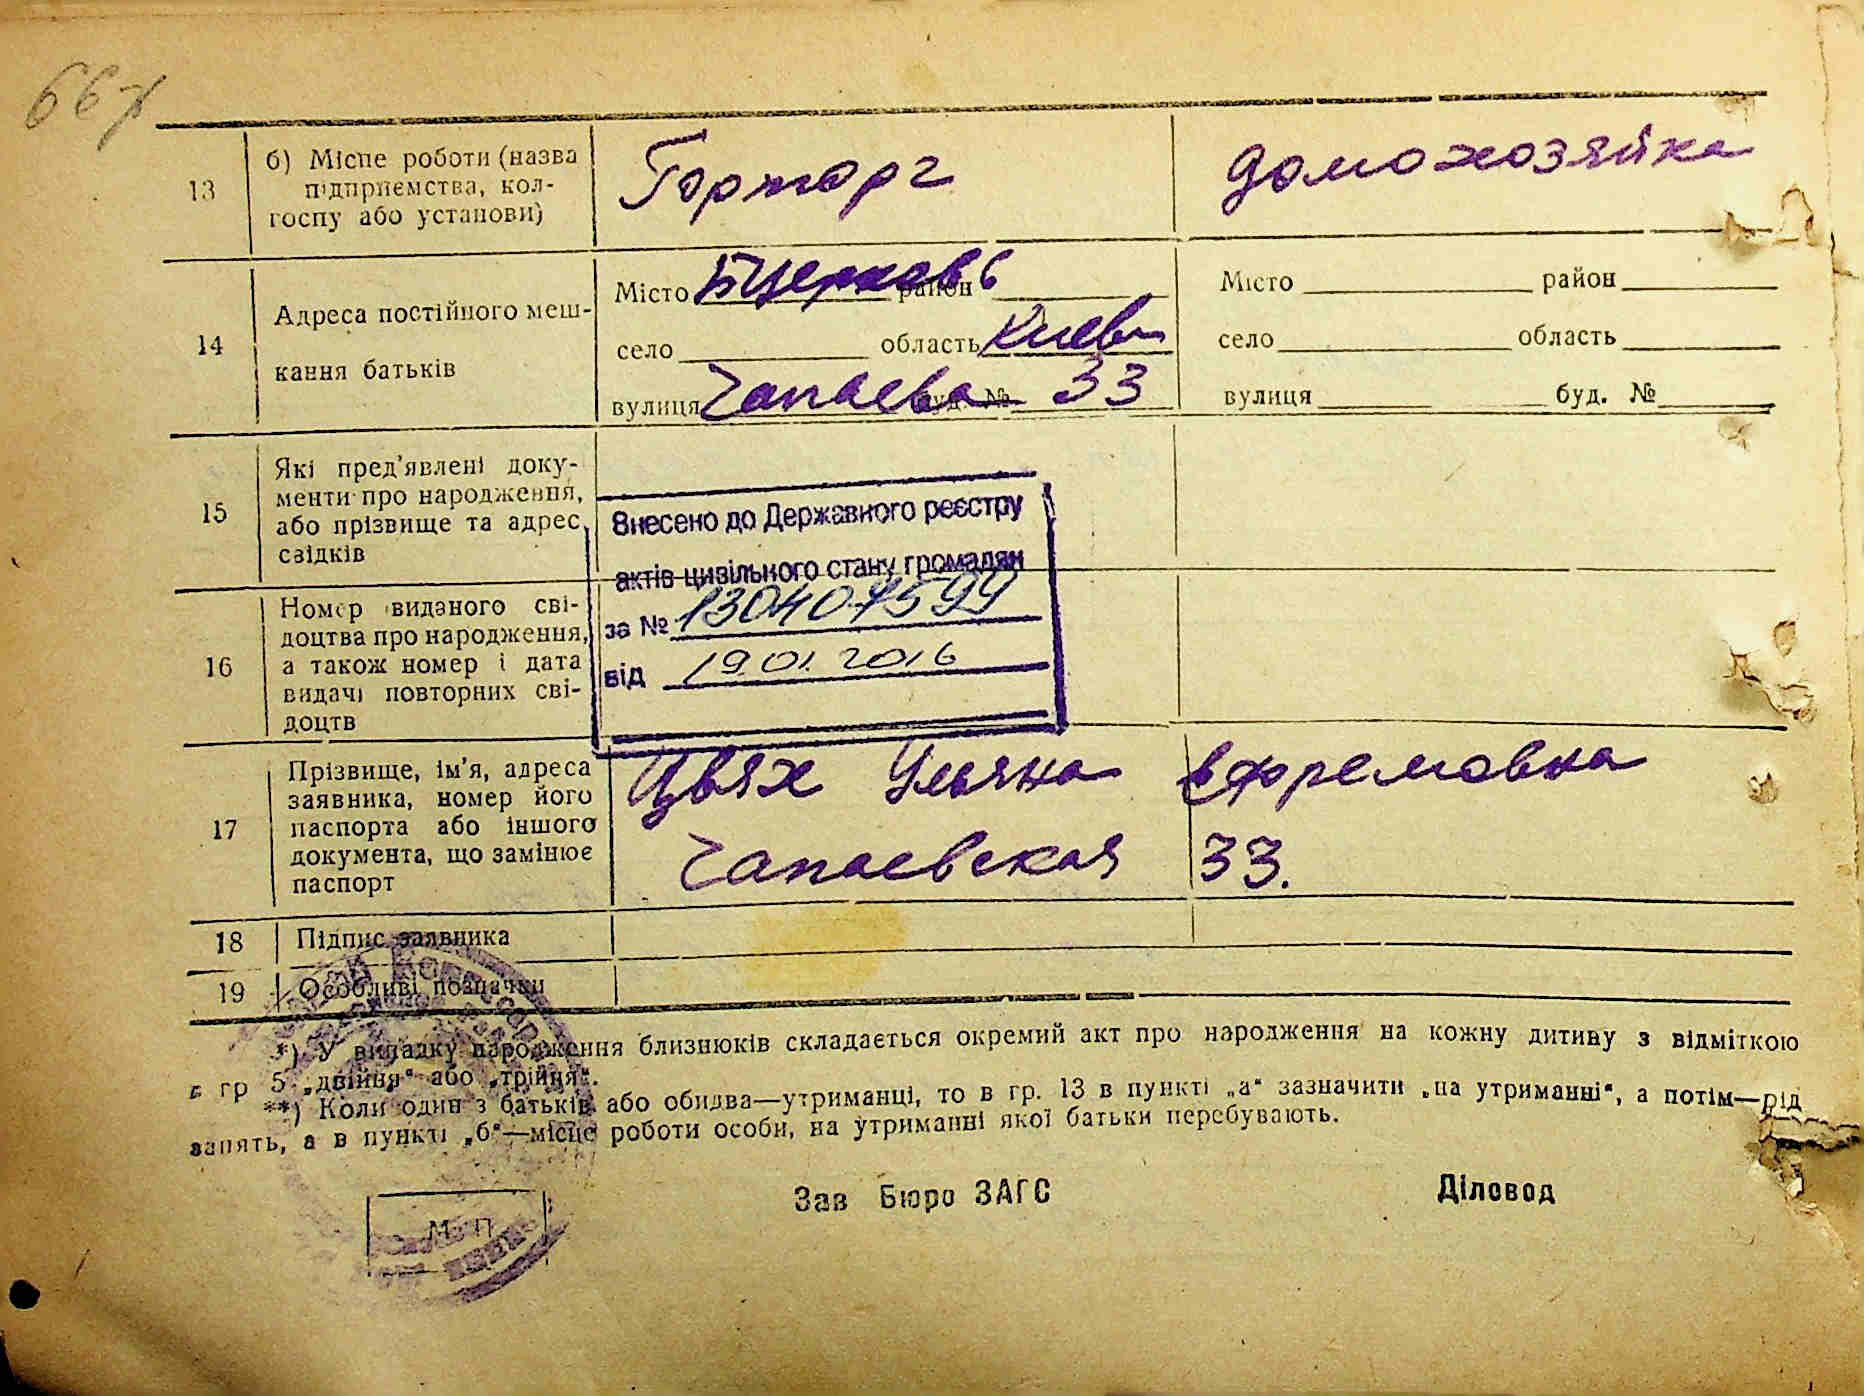 13 б) Місце роботи (назва підприємства, колгоспу або установи) Горторг домохозяйка
14 Адреса постійного мешкання батьків
Місто Бцерковь район
село область Киев
вулиця Чапаева буд. № 33
Місто район
село область
вулиця буд. №
15 Які пред'явлені документи про народження, або прізвище та адрес свідків
Внесено до Державного реєстру
актів цивільного стану громадян
за №
від 19.01.2016
16 Номер виданого свідоцтва про народження, а також номер і дата видачі повторних свідоцтв
17 Прізвище, ім'я, адреса заявника, номер його паспорта або іншого документа, що замінює паспорт
Цвях Ульяна Ефремовна
Чапаевская 33.
18 Підпис заявника
19 Особливі позначки
*) У випадку народження близнюків складається окремий акт про народження на кожну дитину з відміткою
в гр 5 „двійня“ або „трійня“.
**) Коли один з батьків або обидва—утриманці, то в гр. 13 в пункті „а“ зазначити „на утриманні“, а потім—рід
занять, а в пункті „б“—місце роботи особи, на утриманні якої батьки перебувають.
М. П
Зав Бюро ЗАГС
Діловод